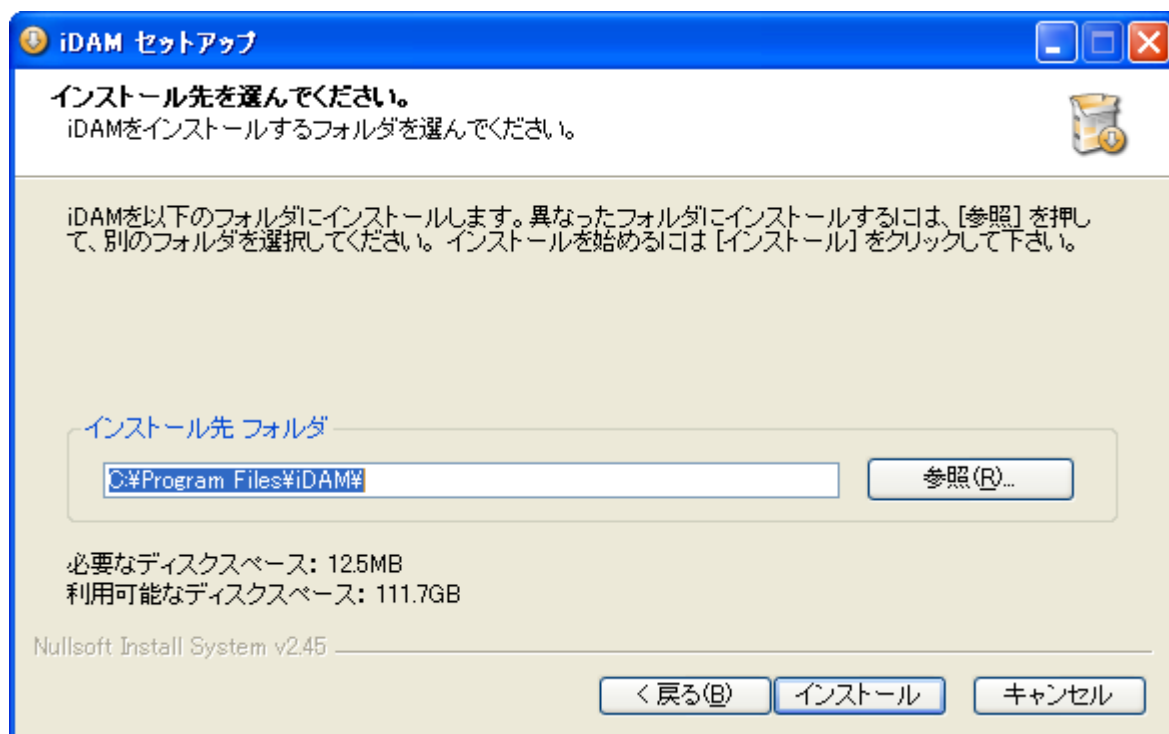 iDAM セットアップ
インストール先を選んでください。
iDAMをインストールするフォルダを選んでください。
iDAMを以下のフォルダにインストールします。異なったフォルダにインストールするには、[参照] を押し
て、別のフォルダを選択してください。 インストールを始めるには [インストール] をクリックして下さい。
インストール先 フォルダ
C:¥Program Files¥iDAM¥
参照(R)...
必要なディスクスペース: 12.5MB
利用可能なディスクスペース: 111.7GB
Nullsoft Install System v2.45
< 戻る(B)
インストール
キャンセル